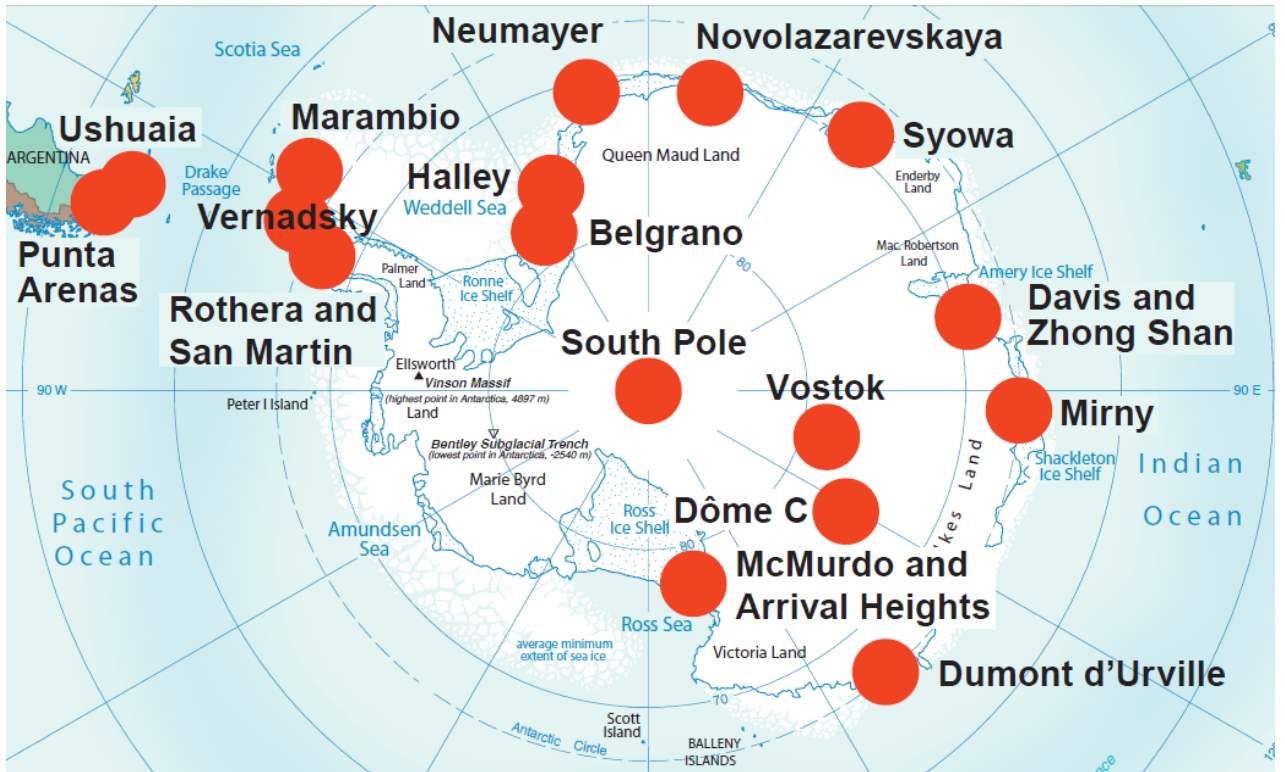 Neumayer
Novolazarevskaya
Scotia Sea
Ushuaia
ARGENTINA
Drake
Passage
Marambio
70
Syowa
Queen Maud Land
Enderby
Land
Halley
Weddell Sea
Vernadsky
Belgrano
Punta
Arenas
Palmer
Land
Ronne
Ice Shelf
80
Mac. Robertson
Land
Amery Ice Shelf
Davis and
Zhong Shan
Rothera and
San Martin
South Pole
Ellsworth
Vinson Massif
(highest point in Antarctica, 4897 m)
Land
90 W
Peter I Island
Vostok
90 E
Mirny
Bentley Subglacial Trench
(lowest point in Antarctica, -2540 m)
Marie Byrd
Land
Shackleton
Ice Shelf
Indian
Ocean
South
Pacific
Ocean
Amundsen
Sea
Ross
Ice Shelf
Dôme C
lkes Land
80
McMurdo and
Arrival Heights
Ross Sea
average minimum
extent of sea ice
Victoria Land
Dumont d'Urville
70
Scott
Island
Antarctic Circle
BALLENY
ISLANDS